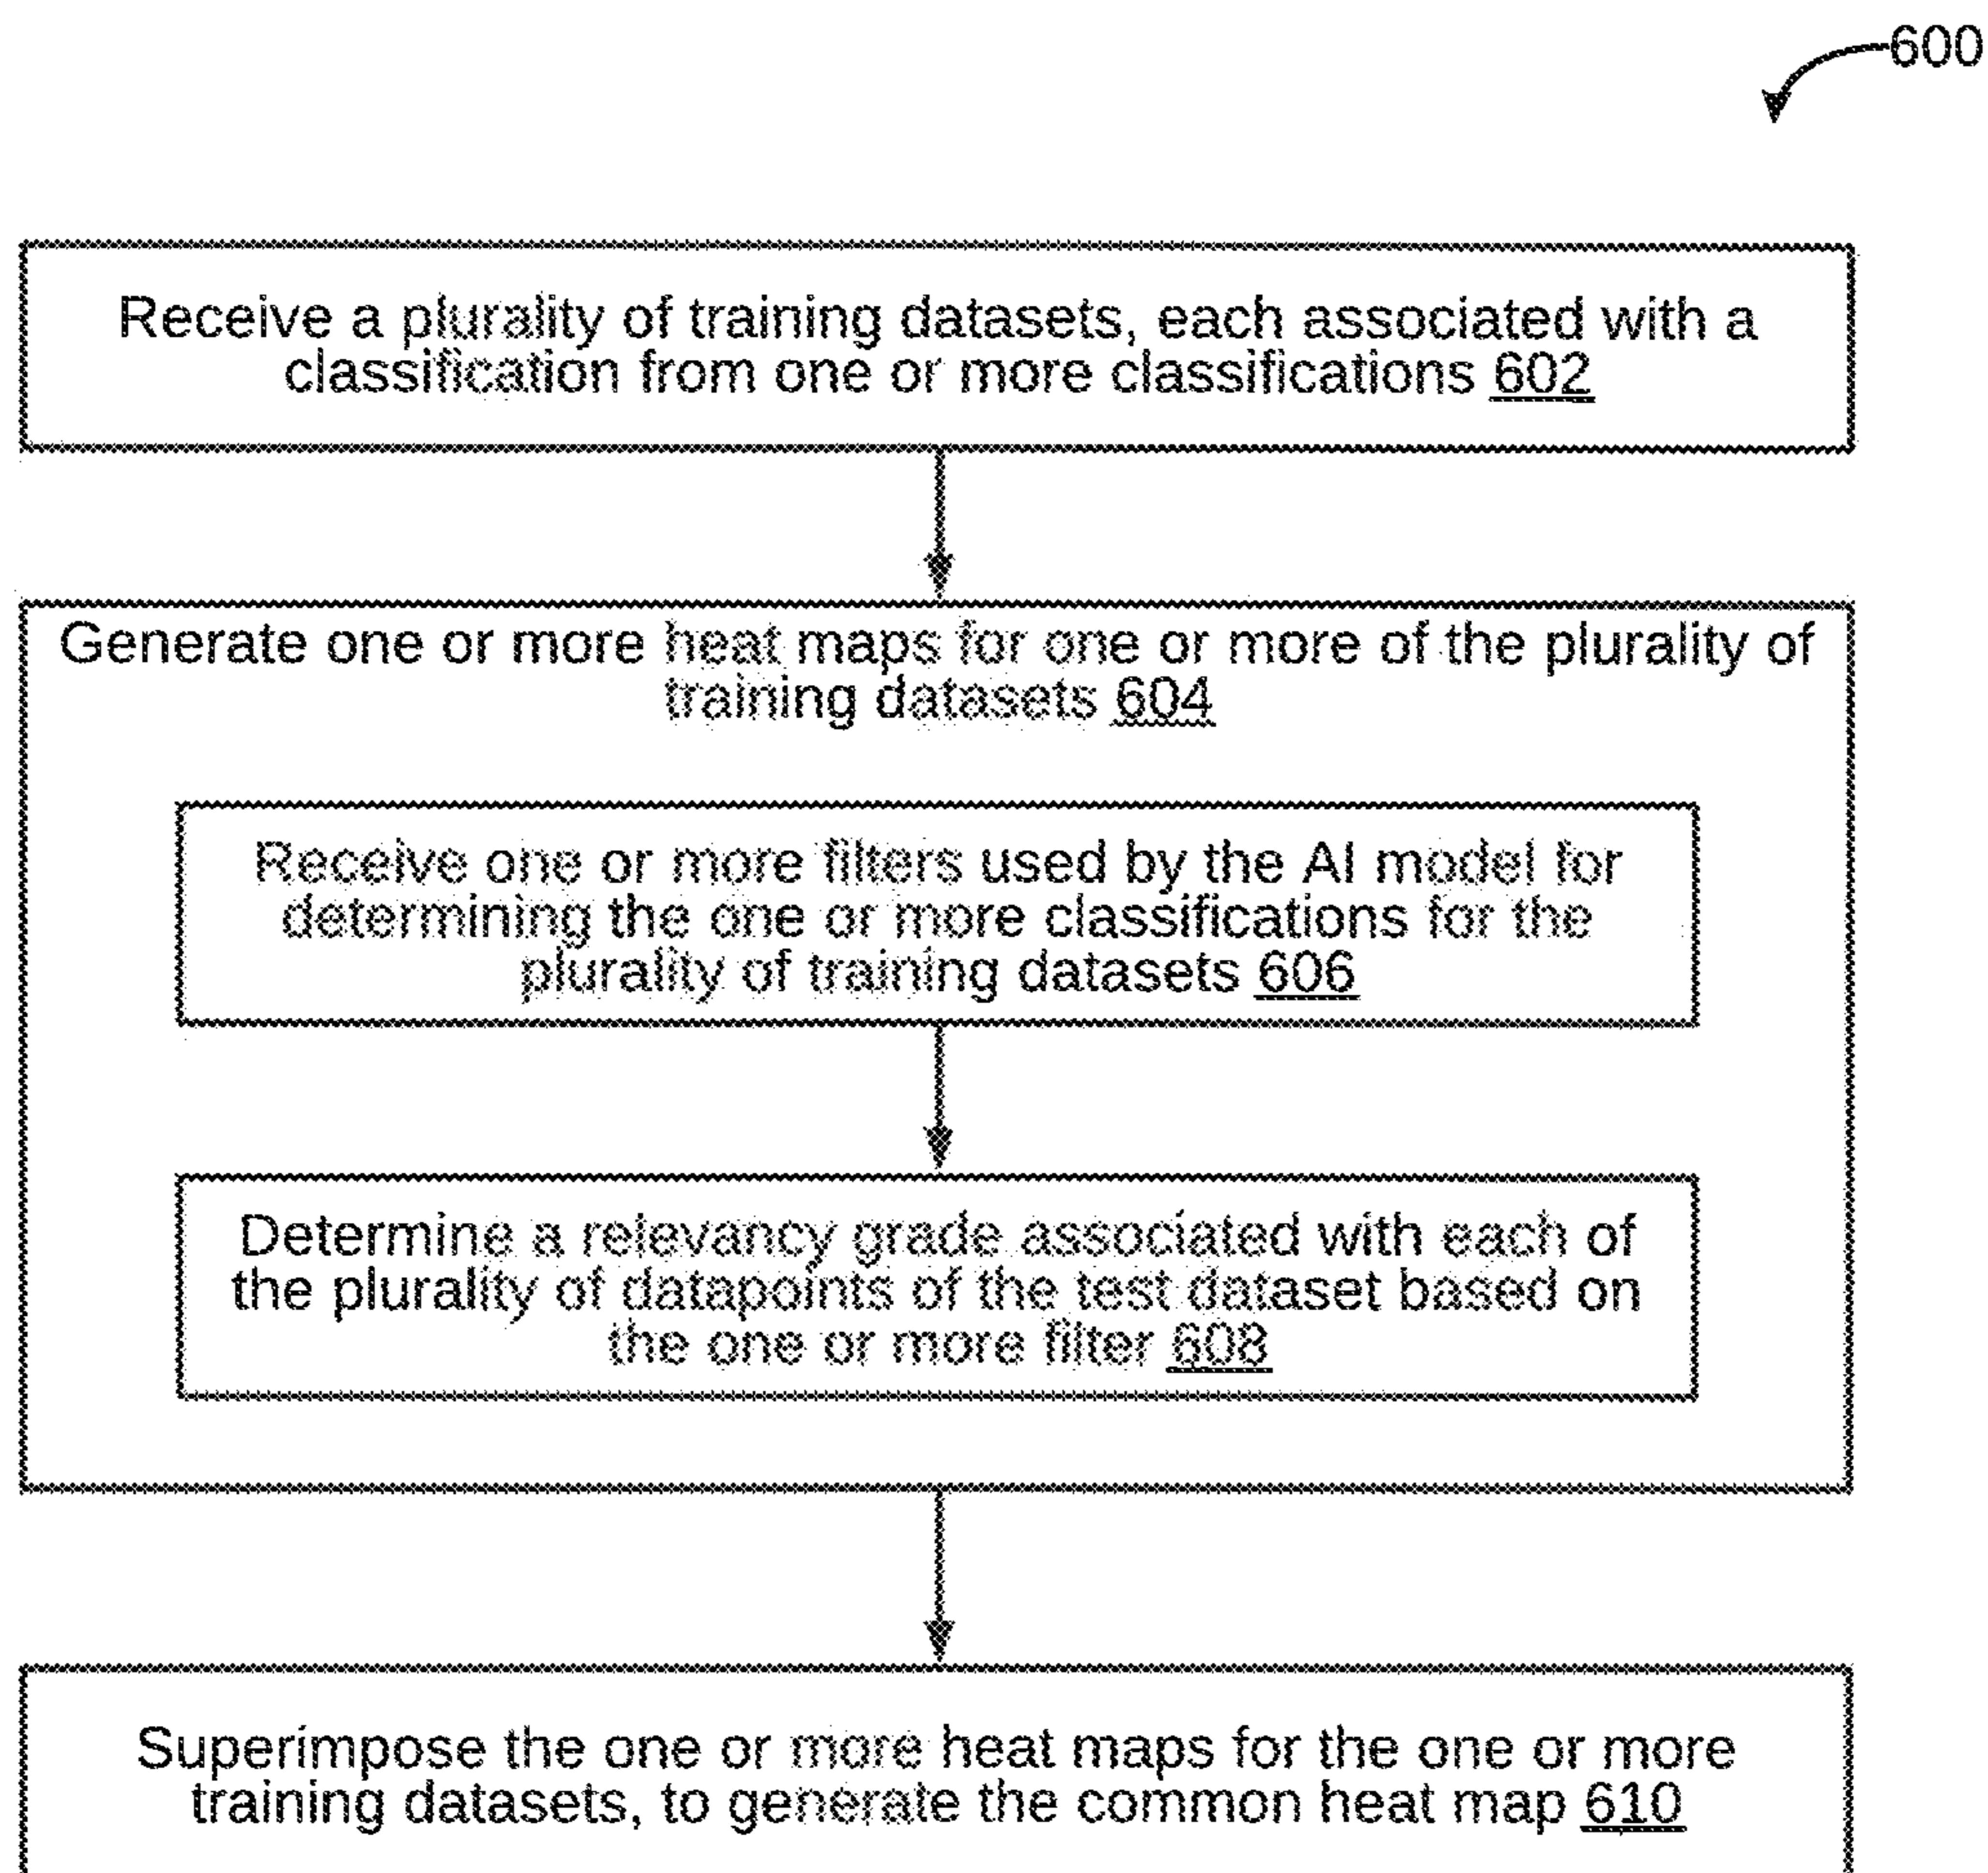 600
Receive a plurality of training datasets, each associated with a
classification from one or more classifications 602
Generate one or more heat maps for one or more of the plurality of
training datasets 604
Receive one or more filters used by the AI model for
determining the one or more classifications for the
plurality of training datasets 606
Determine a relevancy grade associated with each of
the plurality of datapoints of the test dataset based on
the one or more filter 608
Superimpose the one or more heat maps for the one or more
training datasets, to generate the common heat map 610